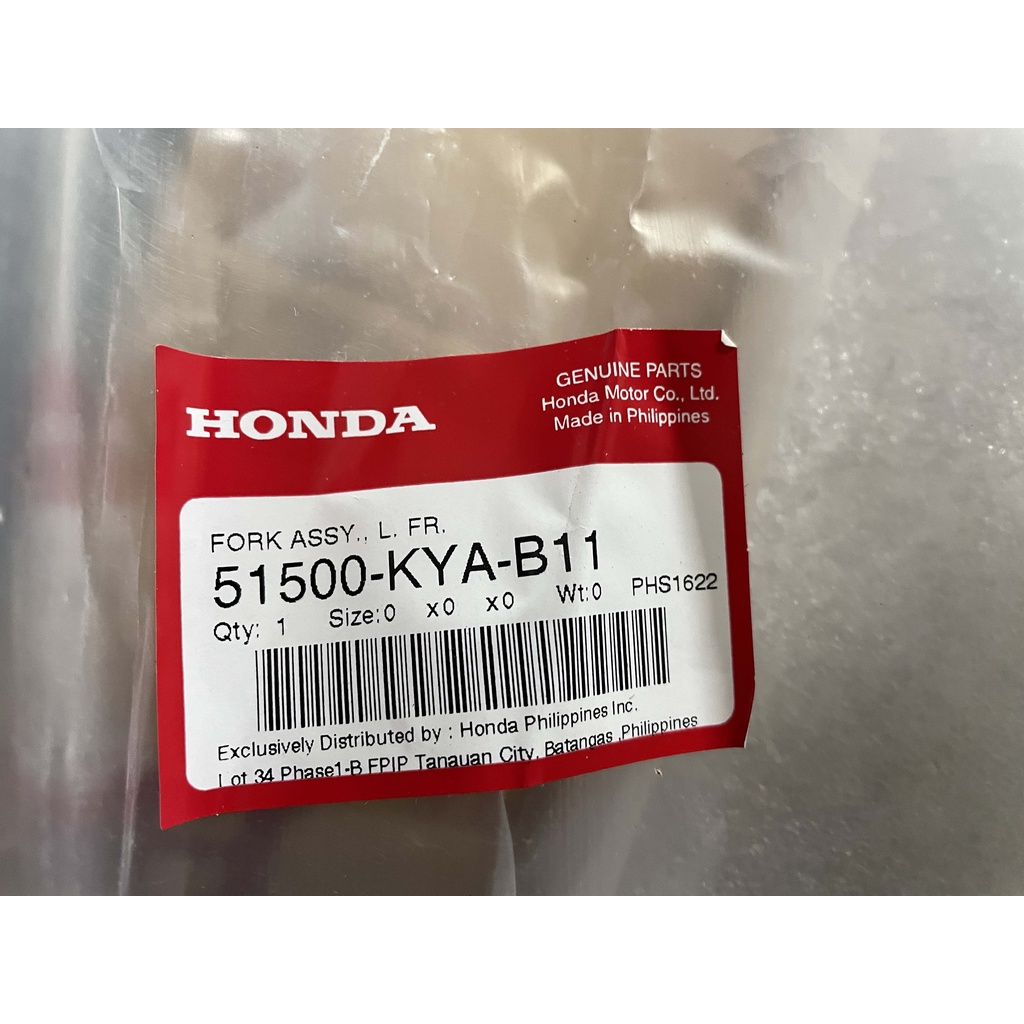 HONDA
GENUINE PARTS
Honda Motor Co., Ltd.
Made in Philippines
FORK ASSY., L. FR.
51500-KYA-B11
Qty: 1 Size:0 x0 x0 Wt:0 PHS1622
Exclusively Distributed by : Honda Philippines Inc.
Lot 34 Phase1-B FPIP Tanauan City, Batangas ,Philippines